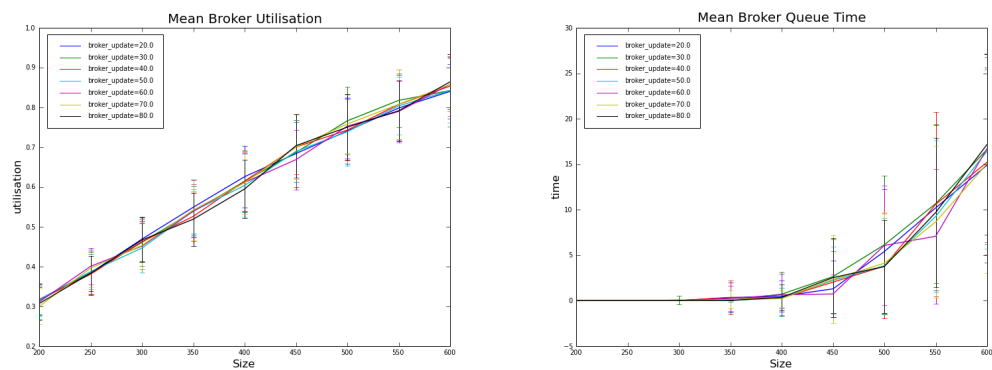 Mean Broker Utilisation
1.0
0.9
0.8
0.7
0.6
0.5
0.4
0.3
0.2
utilisation
broker_update=20.0
broker_update=30.0
broker_update=40.0
broker_update=50.0
broker_update=60.0
broker_update=70.0
broker_update=80.0
200 250 300 350 400 450 500 550 600
Size
Mean Broker Queue Time
30
25
20
15
10
5
0
−5
time
broker_update=20.0
broker_update=30.0
broker_update=40.0
broker_update=50.0
broker_update=60.0
broker_update=70.0
broker_update=80.0
200 250 300 350 400 450 500 550 600
Size